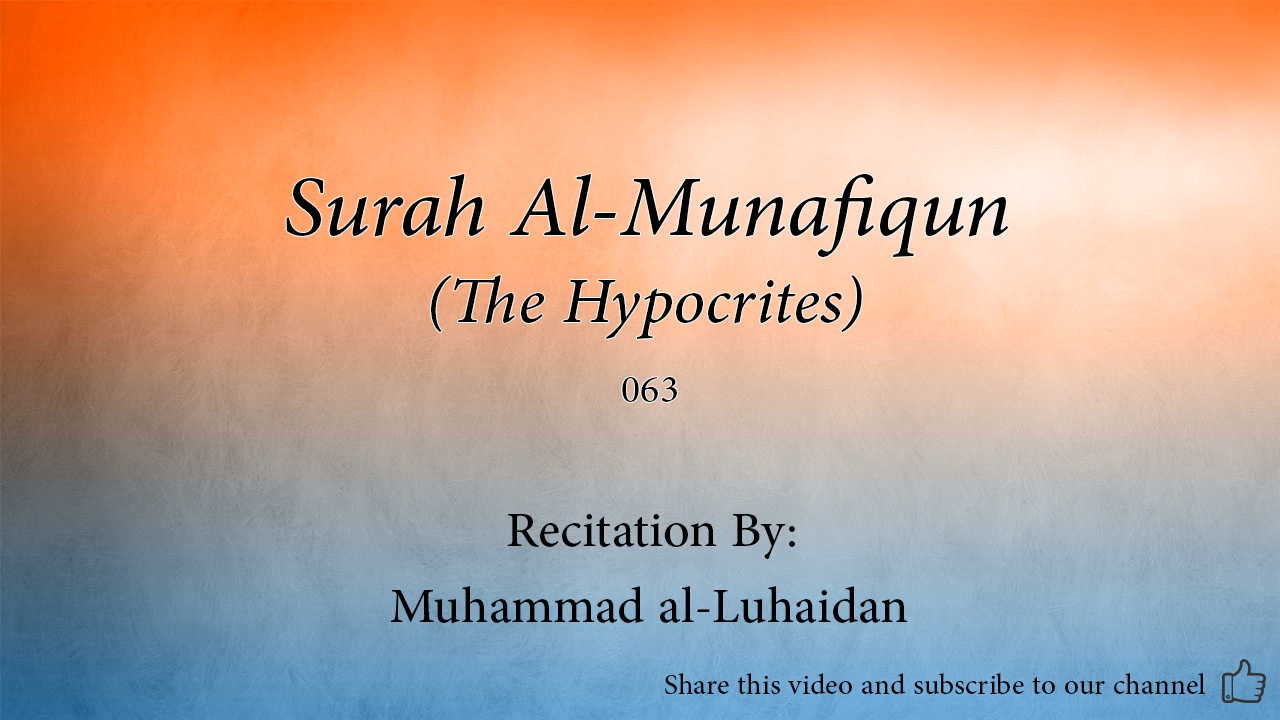 Surah Al-Munafiqun
(The Hypocrites)
063
Recitation By:
Muhammad al-Luhaidan
Share this video and subscribe to our channel